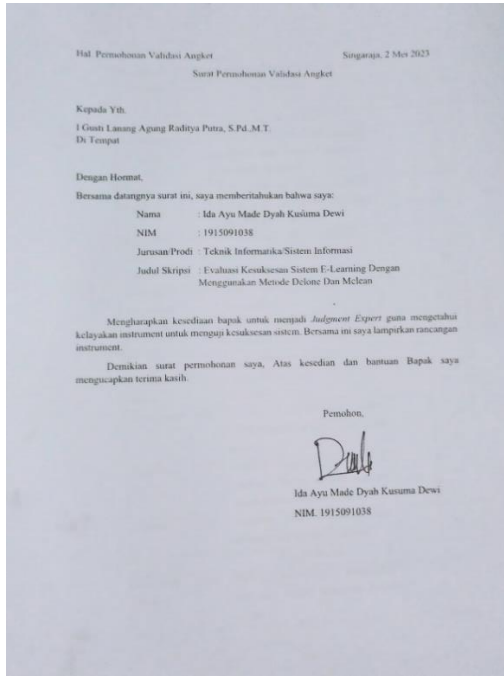 Hal. Permohonan Validasi Angket Singaraja, 2 Mei 2023
Surat Permohonan Validasi Angket
Kepada Yth.
I Gusti Lanang Agung Raditya Putra, S.Pd.,M.T.
Di Tempat
Dengan Hormat,
Bersama datangnya surat ini, saya memberitahukan bahwa saya:
Nama : Ida Ayu Made Dyah Kusuma Dewi
NIM : 1915091038
Jurusan/Prodi : Teknik Informatika/Sistem Informasi
Judul Skripsi : Evaluasi Kesuksesan Sistem E-Learning Dengan
Menggunakan Metode Delone Dan Mclean
Mengharapkan kesediaan bapak untuk menjadi Judgment Expert guna mengetahui
kelayakan instrument untuk menguji kesuksesan sistem. Bersama ini saya lampirkan rancangan
instrument.
Demikian surat permohonan saya, Atas kesedian dan bantuan Bapak saya
mengucapkan terima kasih.
Pemohon,
Ida Ayu Made Dyah Kusuma Dewi
NIM. 1915091038